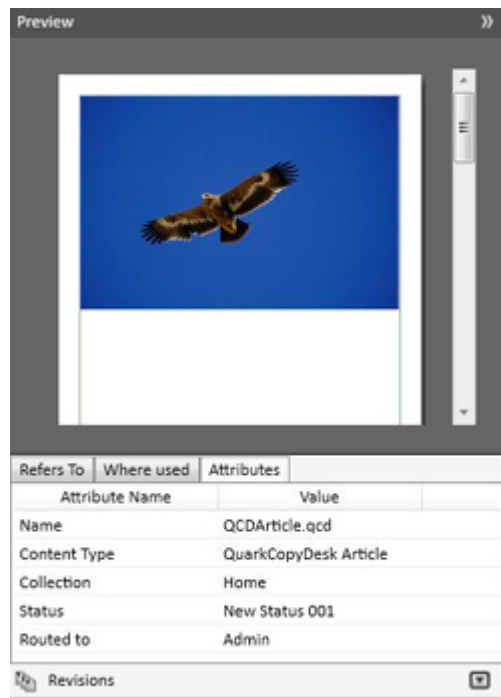 Preview
Refers To Where used Attributes
Attribute Name Value
Name QCDArticle.qcd
Content Type QuarkCopyDesk Article
Collection Home
Status New Status 001
Routed to Admin
Revisions